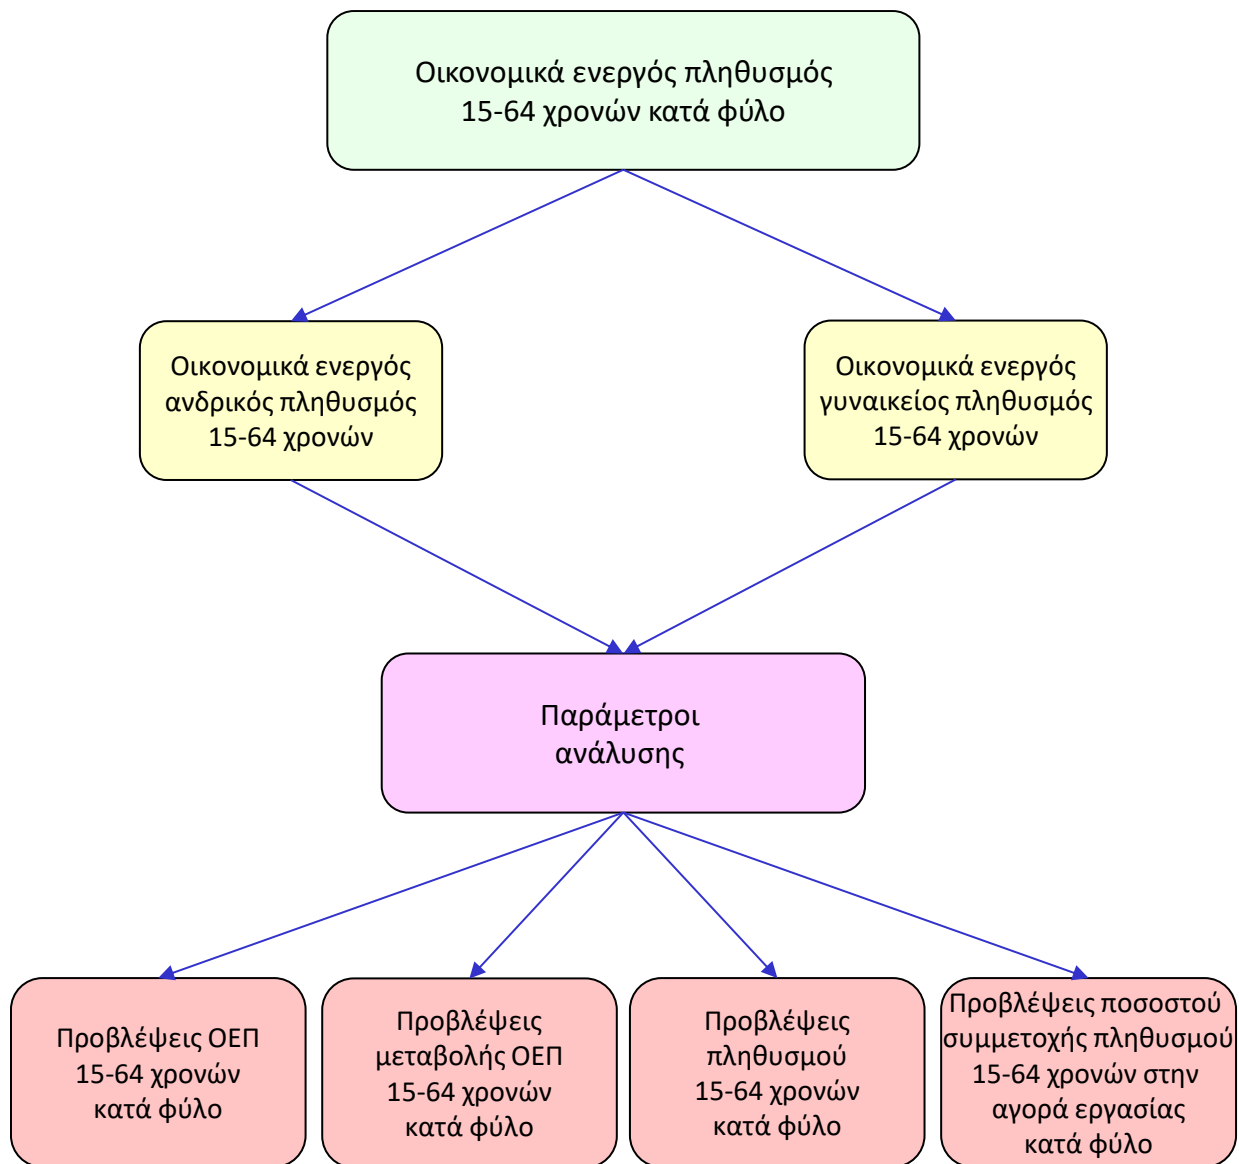 Οικονομικά ενεργός πληθυσμός
15-64 χρονών κατά φύλο
Οικονομικά ενεργός
ανδρικός πληθυσμός
15-64 χρονών
Οικονομικά ενεργός
γυναικείος πληθυσμός
15-64 χρονών
Παράμετροι
ανάλυσης
Προβλέψεις ΟΕΠ
15-64 χρονών
κατά φύλο
Προβλέψεις
μεταβολής ΟΕΠ
15-64 χρονών
κατά φύλο
Προβλέψεις
πληθυσμού
15-64 χρονών
κατά φύλο
Προβλέψεις ποσοστού
συμμετοχής πληθυσμού
15-64 χρονών στην
αγορά εργασίας
κατά φύλο